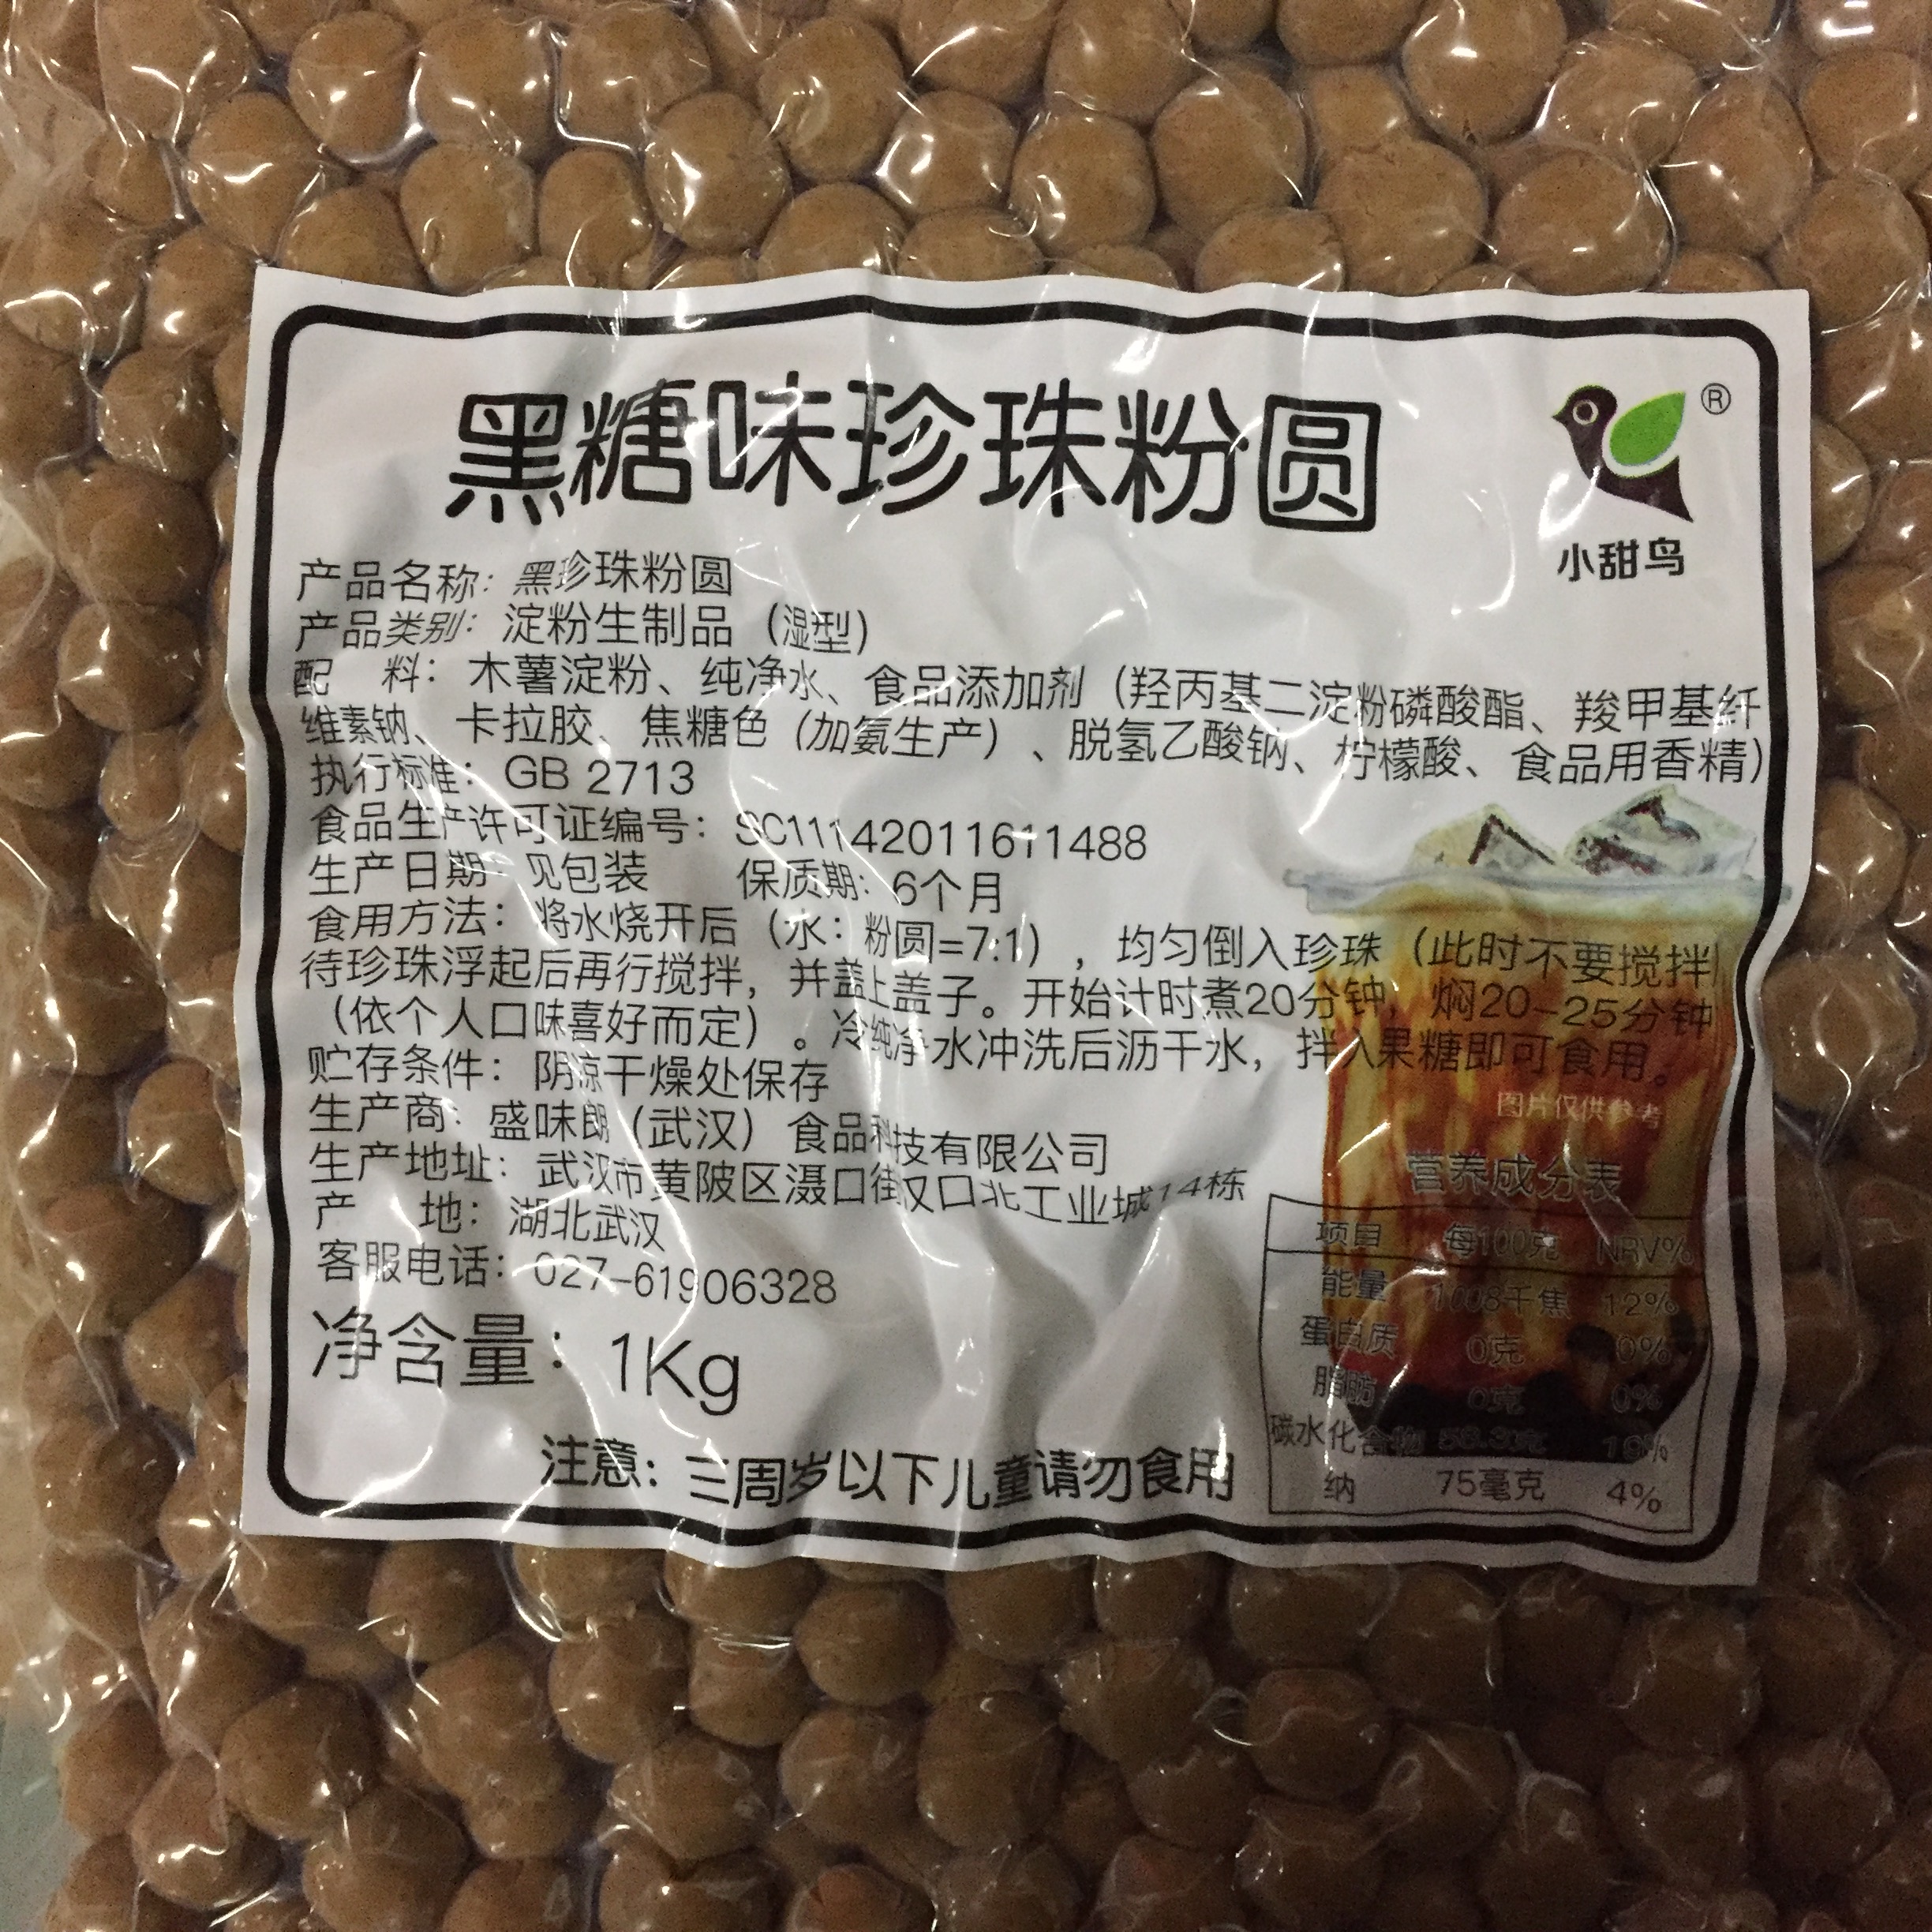 黑糖味珍珠粉圆
®
小甜鸟
产品名称：黑珍珠粉圆
产品类别：淀粉生制品（湿型）
配 料：木薯淀粉、纯净水、食品添加剂（羟丙基二淀粉磷酸酯、羧甲基纤
维素钠、卡拉胶、焦糖色（加氨生产）、脱氢乙酸钠、柠檬酸、食品用香精）
执行标准：GB 2713
食品生产许可证编号：SC11142011611488
生产日期：见包装 保质期：6个月
食用方法：将水烧开后（水：粉圆=7:1），均匀倒入珍珠（此时不要搅拌）
待珍珠浮起后再行搅拌，并盖上盖子。开始计时煮20分钟，焖20-25分钟
（依个人口味喜好而定）。冷纯净水冲洗后沥干水，拌入果糖即可食用。
贮存条件：阴凉干燥处保存
生产商：盛味朗（武汉）食品科技有限公司
生产地址：武汉市黄陂区滠口街汉口北工业城14栋
产 地：湖北武汉
客服电话：027-61906328
净含量：1Kg
注意：三周岁以下儿童请勿食用
图片仅供参考
营养成分表
项目 每100克 NRV%
能量 1008千焦 12%
蛋白质 0克 0%
脂肪 0克 0%
碳水化合物 58.3克 19%
纳 75毫克 4%